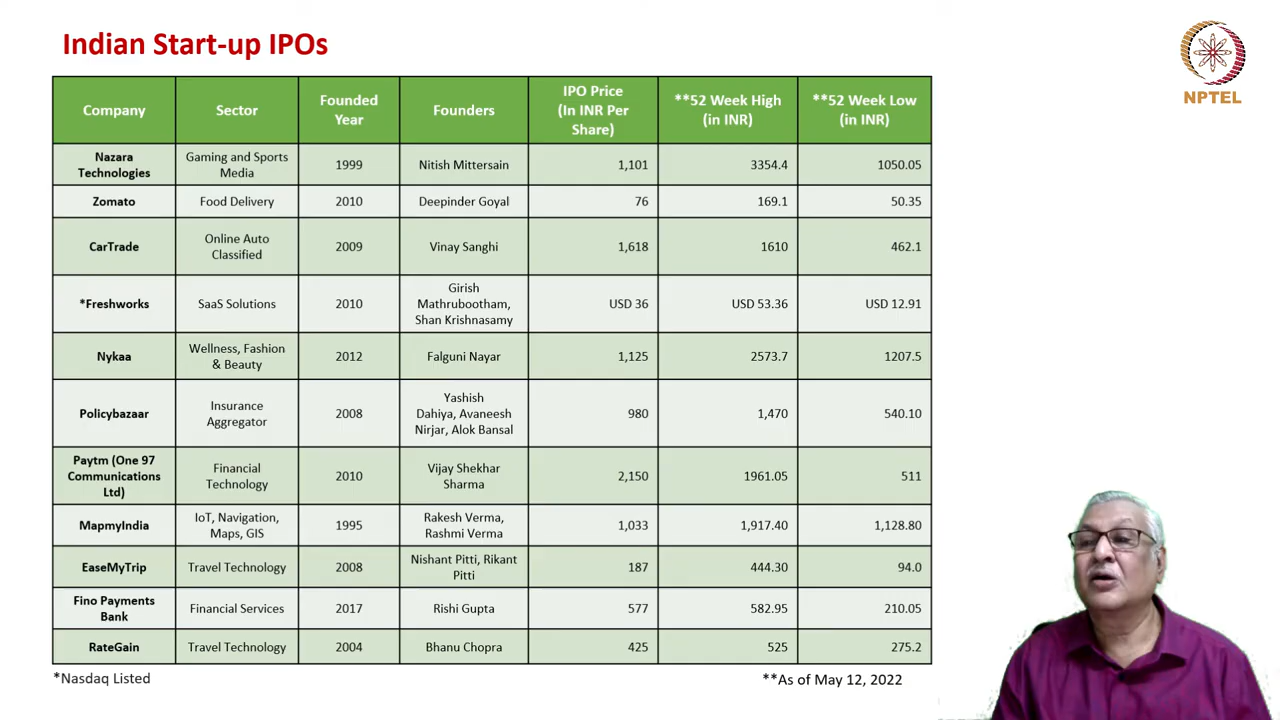 Indian Start-up IPOs
NPTEL
Company
Sector
Founded
Year
Founders
IPO Price
(In INR Per
Share)
**52 Week High
(in INR)
**52 Week Low
(in INR)
Nazara
Technologies
Gaming and Sports
Media
1999
Nitish Mittersain
1,101
3354.4
1050.05
Zomato
Food Delivery
2010
Deepinder Goyal
76
169.1
50.35
CarTrade
Online Auto
Classified
2009
Vinay Sanghi
1,618
1610
462.1
*Freshworks
SaaS Solutions
2010
Girish
Mathrubootham,
Shan Krishnasamy
USD 36
USD 53.36
USD 12.91
Nykaa
Wellness, Fashion
& Beauty
2012
Falguni Nayar
1,125
2573.7
1207.5
Policybazaar
Insurance
Aggregator
2008
Yashish
Dahiya, Avaneesh
Nirjar, Alok Bansal
980
1,470
540.10
Paytm (One 97
Communications
Ltd)
Financial
Technology
2010
Vijay Shekhar
Sharma
2,150
1961.05
511
MapmyIndia
IoT, Navigation,
Maps, GIS
1995
Rakesh Verma,
Rashmi Verma
1,033
1,917.40
1,128.80
EaseMyTrip
Travel Technology
2008
Nishant Pitti, Rikant
Pitti
187
444.30
94.0
Fino Payments
Bank
Financial Services
2017
Rishi Gupta
577
582.95
210.05
RateGain
Travel Technology
2004
Bhanu Chopra
425
525
275.2
*Nasdaq Listed
**As of May 12, 2022